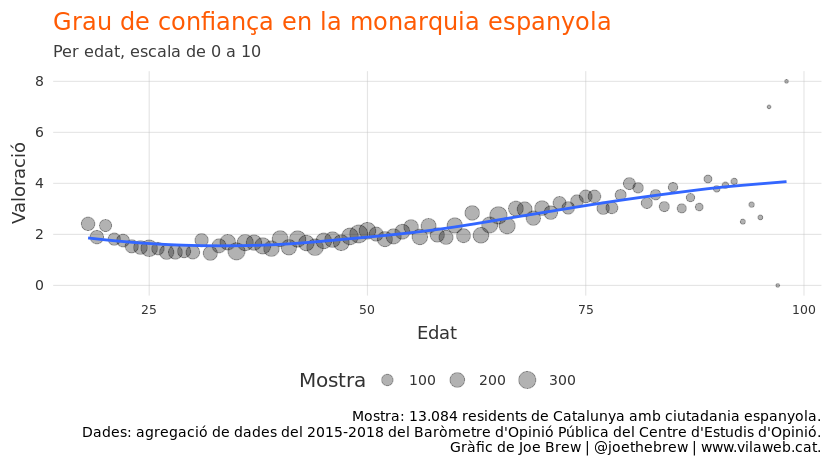 Grau de confiança en la monarquia espanyola
Per edat, escala de 0 a 10
8
6
4
2
0
Valoració
25 50 75 100
Edat
Mostra 100 200 300
Mostra: 13.084 residents de Catalunya amb ciutadania espanyola.
Dades: agregació de dades del 2015-2018 del Baròmetre d'Opinió Pública del Centre d'Estudis d'Opinió.
Gràfic de Joe Brew | @joethebrew | www.vilaweb.cat.